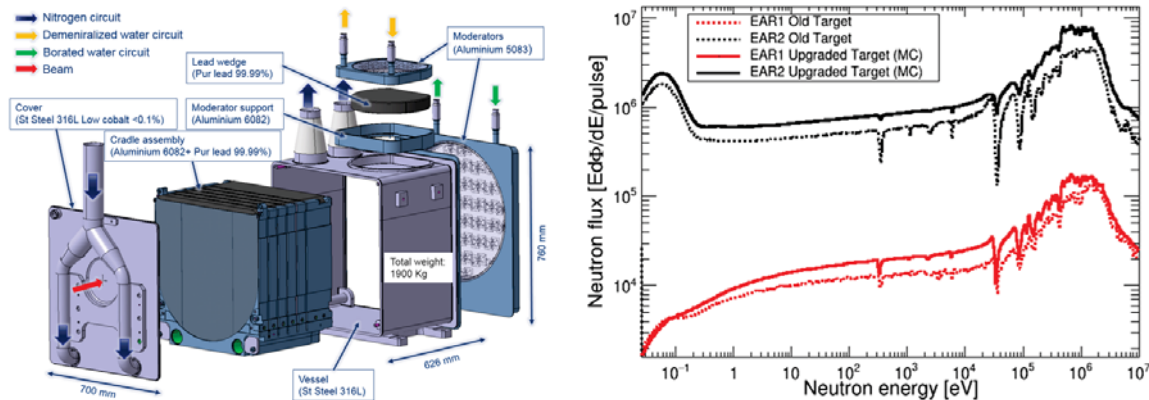 Nitrogen circuit
Demeniralized water circuit
Borated water circuit
Beam
Moderators
(Aluminium 5083)
Lead wedge
(Pur lead 99.99%)
Moderator support
(Aluminium 6082)
Cover
(St Steel 316L Low cobalt <0.1%)
Cradle assembly
(Aluminium 6082+ Pur lead 99.99%)
Total weight:
1900 Kg
760 mm
626 mm
700 mm
Vessel
(St Steel 316L)
EAR1 Old Target
EAR2 Old Target
EAR1 Upgraded Target (MC)
EAR2 Upgraded Target (MC)
Neutron flux [EdΦ/dE/pulse]
10⁷
10⁶
10⁵
10⁴
10⁻¹ 1 10 10² 10³ 10⁴ 10⁵ 10⁶ 10⁷
Neutron energy [eV]